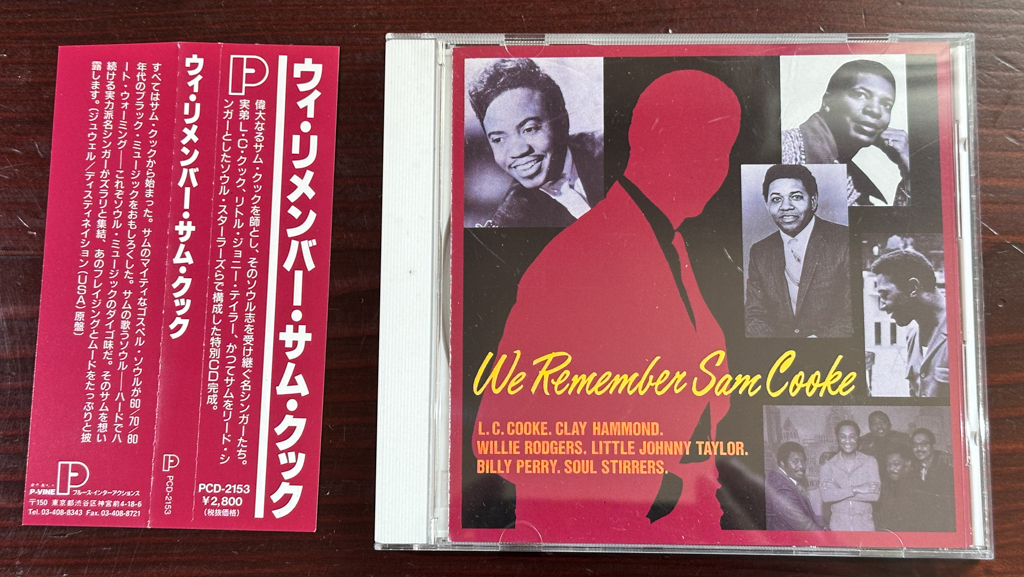 ウィ・リメンバー・サム・クック
偉大なるサム・クックを師とし、そのソウル志を受け継ぐ名シンガーたち。
実弟L・C・クック、リトル・ジョニー・テイラー、かつてサムをリード・シ
ンガーとしたソウル・スターラーズらで構成した特別CD完成。
PCD-2153
¥2,800
(税抜価格)
ウィ・リメンバー・サム・クック
PCD-2153
すべてはサム・クックから始まった。サムのマイティなゴスペル・ソウルが60/70/80
年代のブラック・ミュージックをおもしろくした。サムの歌うソウル——ハードでハ
ート・ウォーミング——これぞソウル・ミュージックのダイゴ味だ。そのサムを想い
続ける実力派名シンガーがズラリと集結、あのフレイジングとムードをたっぷりと披
露します。(ジュウェル/ディスティネイション(USA)原盤)
P-VINE ブルース・インターアクションズ
〒150 東京都渋谷区神宮前4-18-6
Tel. 03-408-8343 Fax. 03-408-8721
We Remember Sam Cooke
L.C. COOKE. CLAY HAMMOND.
WILLIE RODGERS. LITTLE JOHNNY TAYLOR.
BILLY PERRY. SOUL STIRRERS.